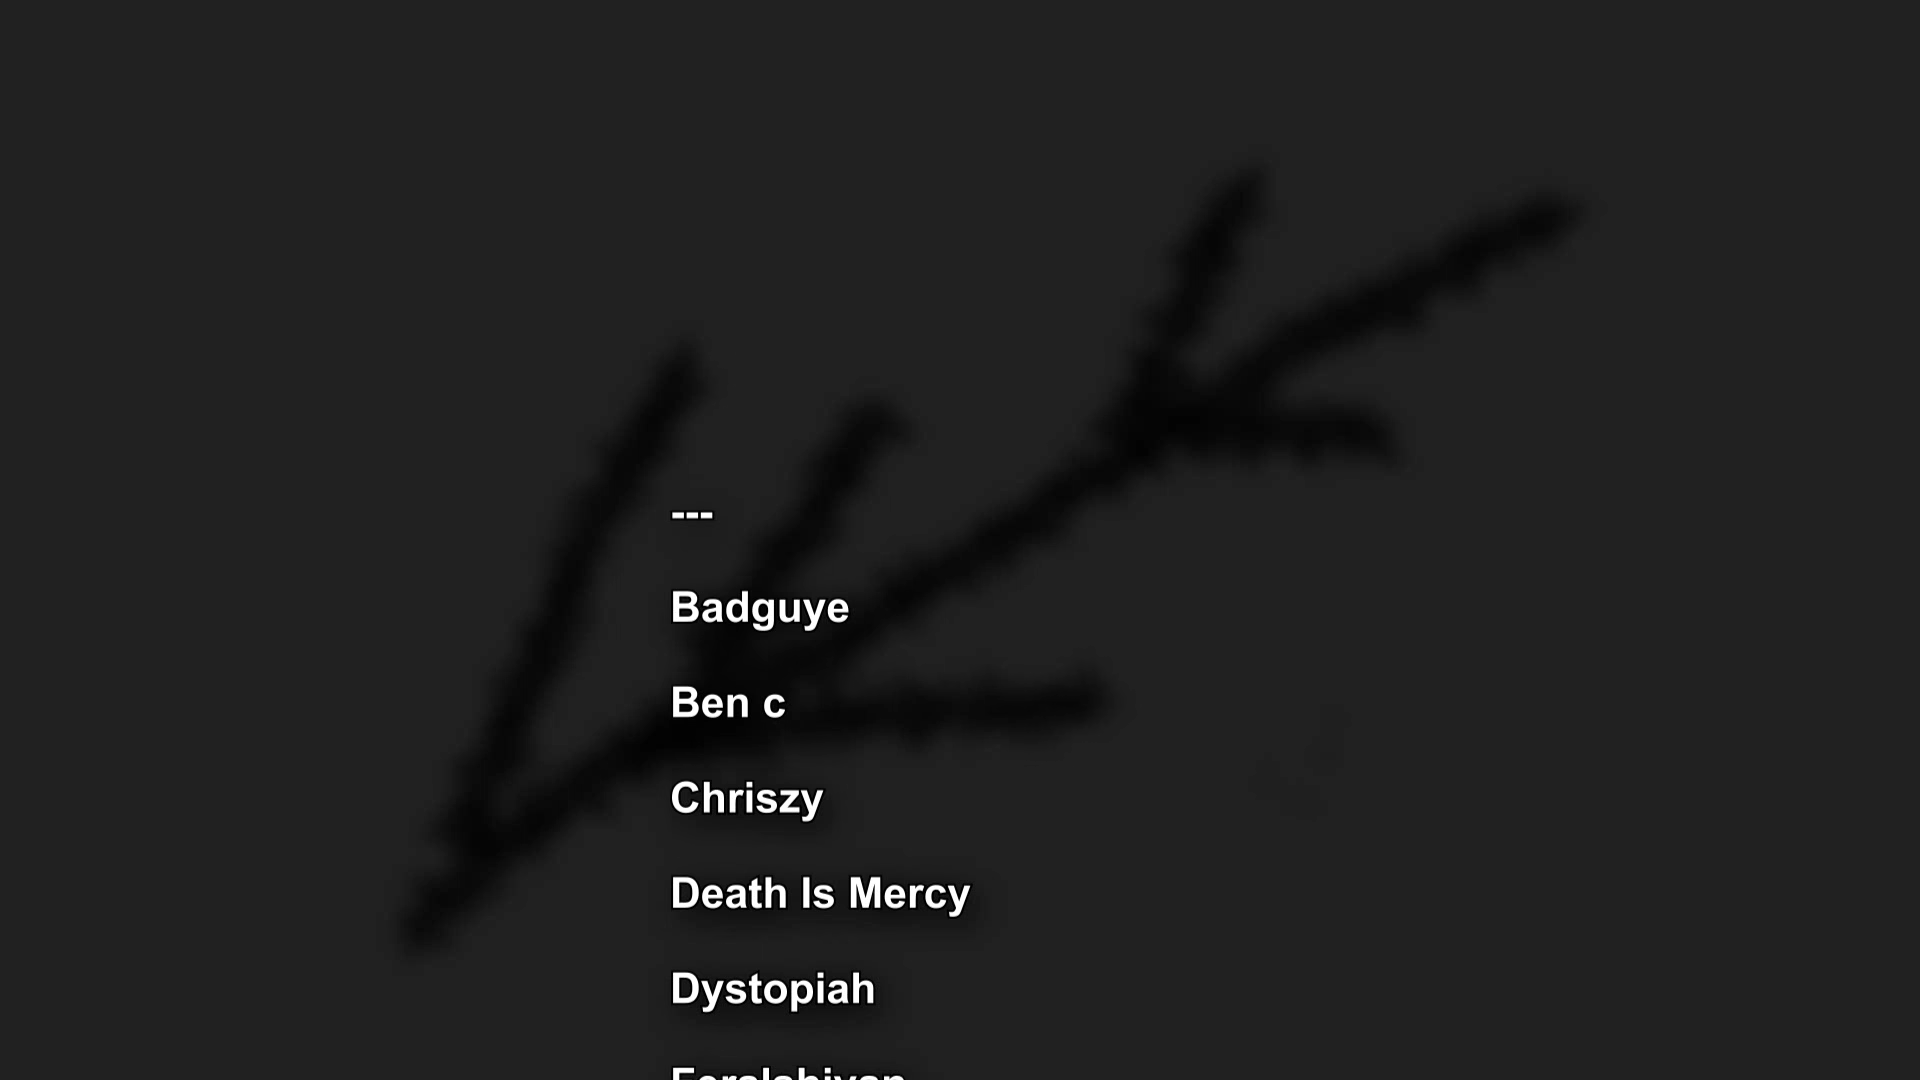 ---
Badguye
Ben c
Chriszy
Death Is Mercy
Dystopiah